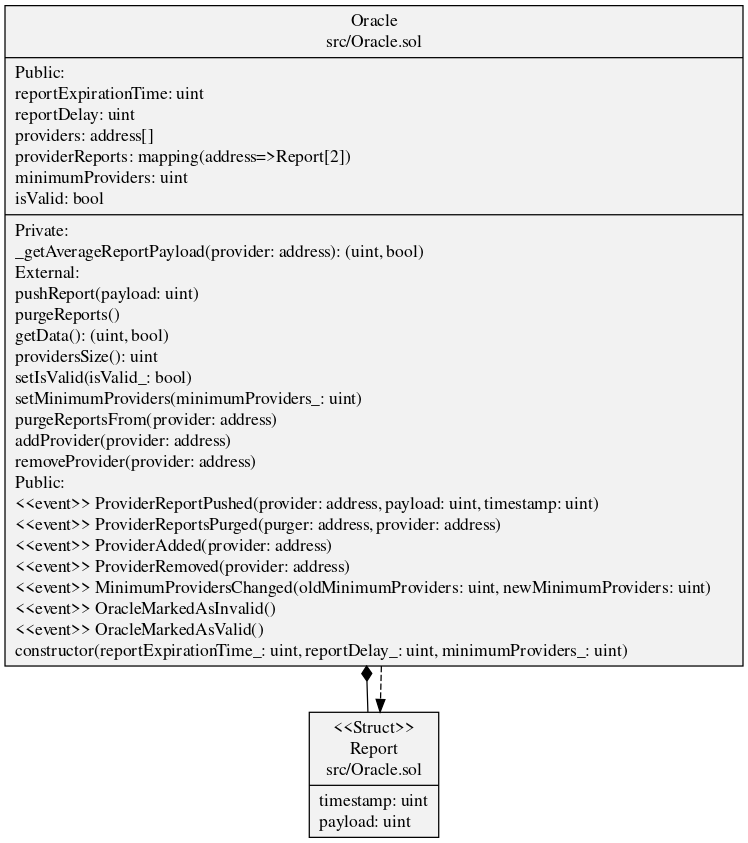 Oracle
src/Oracle.sol
Public:
reportExpirationTime: uint
reportDelay: uint
providers: address[]
providerReports: mapping(address=>Report[2])
minimumProviders: uint
isValid: bool
Private:
_getAverageReportPayload(provider: address): (uint, bool)
External:
pushReport(payload: uint)
purgeReports()
getData(): (uint, bool)
providersSize(): uint
setIsValid(isValid_: bool)
setMinimumProviders(minimumProviders_: uint)
purgeReportsFrom(provider: address)
addProvider(provider: address)
removeProvider(provider: address)
Public:
<<event>> ProviderReportPushed(provider: address, payload: uint, timestamp: uint)
<<event>> ProviderReportsPurged(purger: address, provider: address)
<<event>> ProviderAdded(provider: address)
<<event>> ProviderRemoved(provider: address)
<<event>> MinimumProvidersChanged(oldMinimumProviders: uint, newMinimumProviders: uint)
<<event>> OracleMarkedAsInvalid()
<<event>> OracleMarkedAsValid()
constructor(reportExpirationTime_: uint, reportDelay_: uint, minimumProviders_: uint)
<<Struct>>
Report
src/Oracle.sol
timestamp: uint
payload: uint